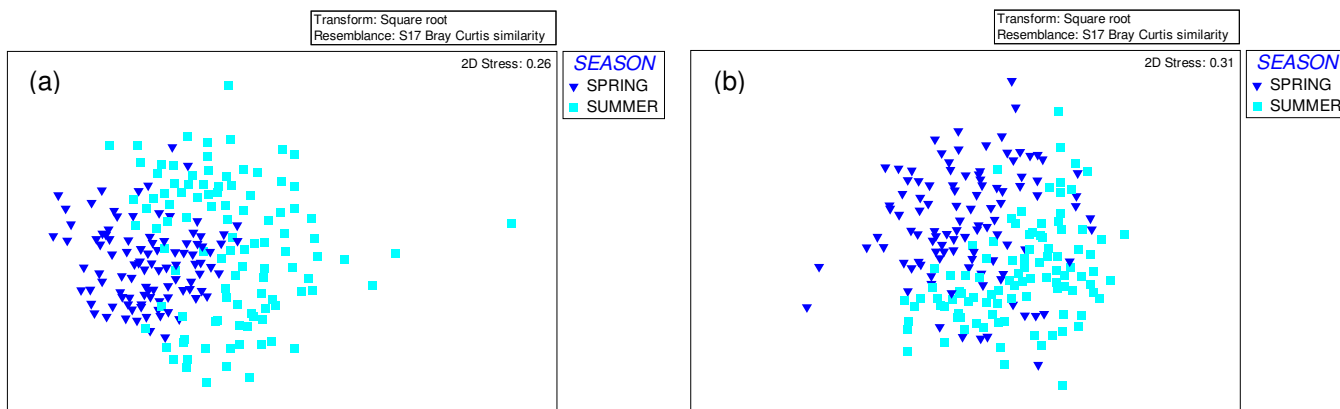 Transform: Square root
Resemblance: S17 Bray Curtis similarity
(a)
2D Stress: 0.26
SEASON
SPRING
SUMMER
Transform: Square root
Resemblance: S17 Bray Curtis similarity
(b)
2D Stress: 0.31
SEASON
SPRING
SUMMER